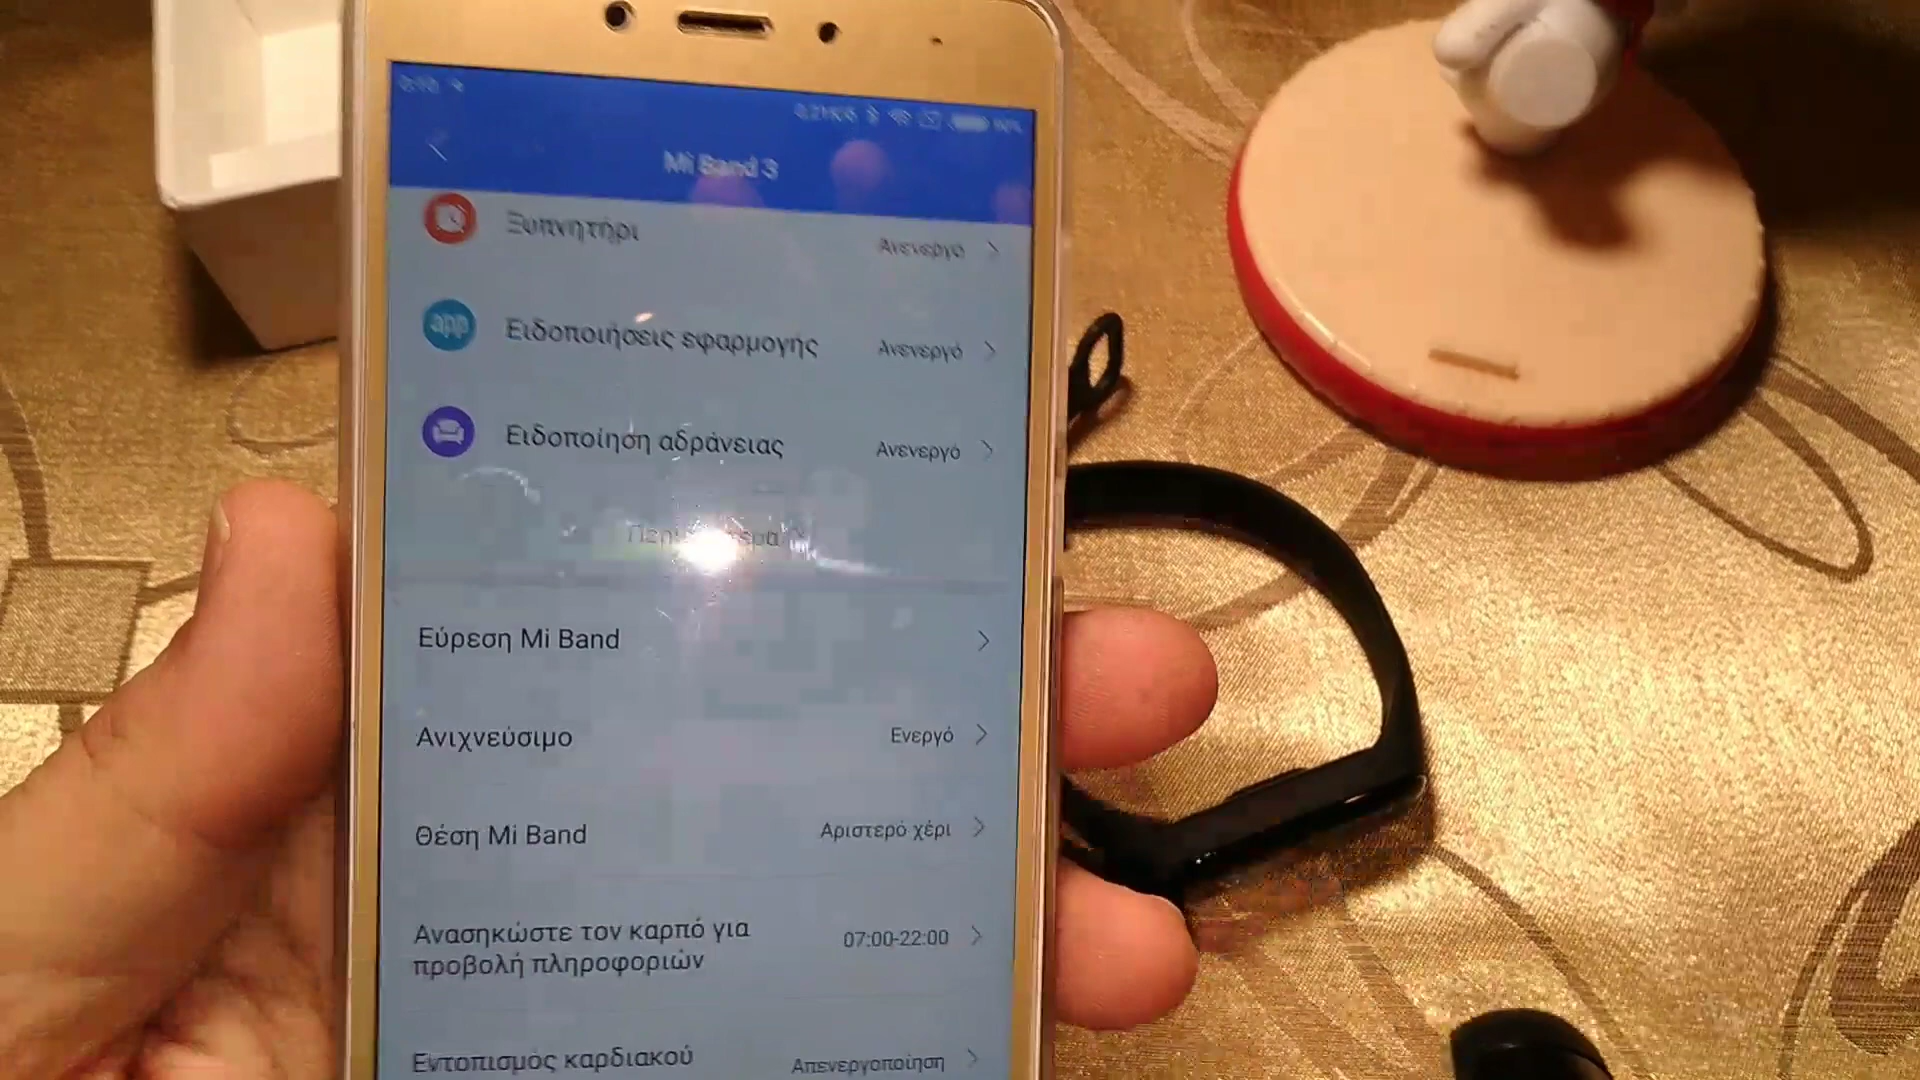 Mi Band 3
Ξυπνητήρι
Ανενεργό
app
Ειδοποιήσεις εφαρμογής
Ανενεργό
Ειδοποίηση αδράνειας
Ανενεργό
Εύρεση Mi Band
Ανιχνεύσιμο
Ενεργό
Θέση Mi Band
Αριστερό χέρι
Ανασηκώστε τον καρπό για
προβολή πληροφοριών
07:00-22:00
Εντοπισμός καρδιακού
Απενεργοποίηση